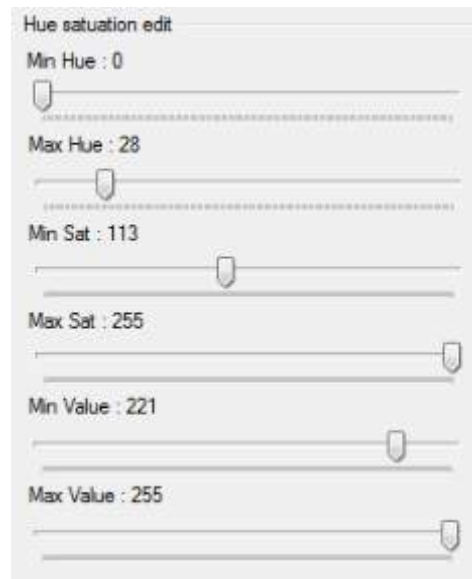 Hue satuation edit
Min Hue : 0
Max Hue : 28
Min Sat : 113
Max Sat : 255
Min Value : 221
Max Value : 255